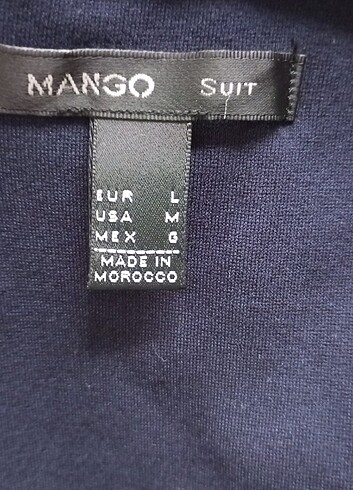 MANGO SUIT
EUR L
USA M
MEX G
MADE IN
MOROCCO